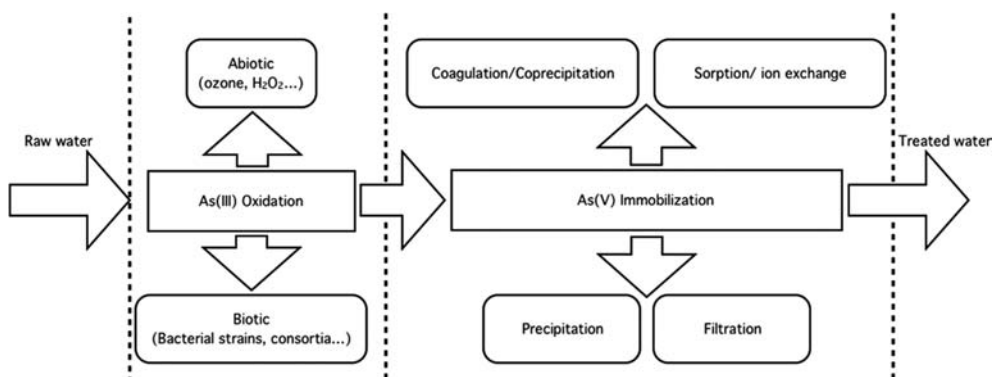 Abiotic
(ozone, H₂O₂...)
Coagulation/Coprecipitation
Sorption/ ion exchange
Raw water
Treated water
As(III) Oxidation
As(V) Immobilization
Biotic
(Bacterial strains, consortia...)
Precipitation
Filtration